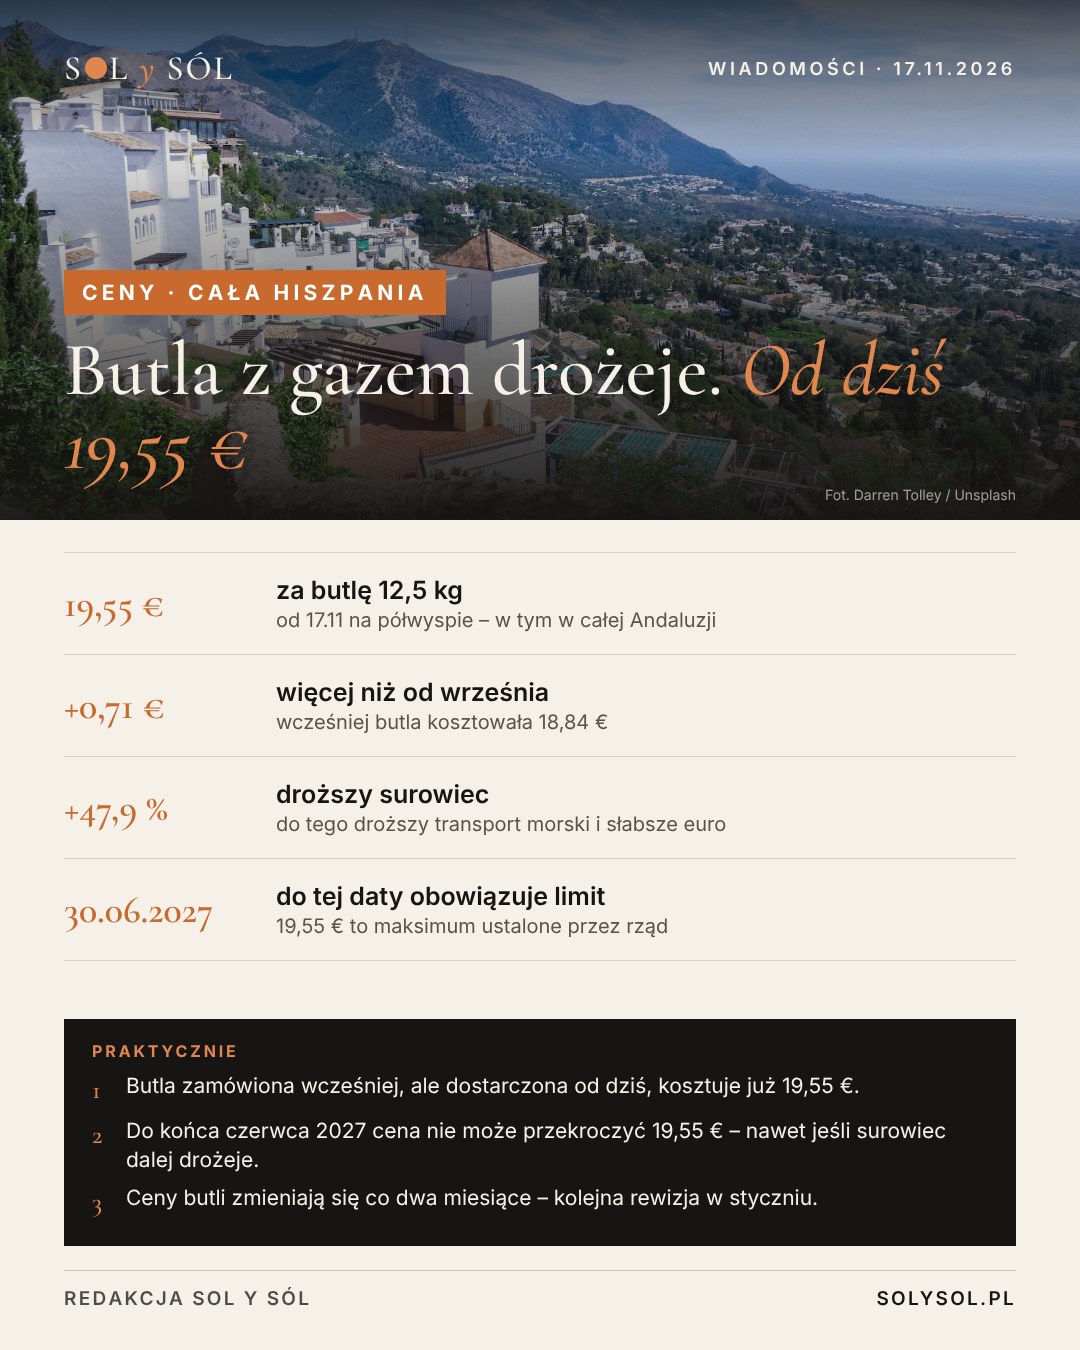 SOL y SÓL
WIADOMOŚCI · 17.11.2026
CENY · CAŁA HISZPANIA
Butla z gazem drożeje. Od dziś
19,55 €
Fot. Darren Tolley / Unsplash
19,55 €
za butlę 12,5 kg
od 17.11 na półwyspie – w tym w całej Andaluzji
+0,71 €
więcej niż od września
wcześniej butla kosztowała 18,84 €
+47,9 %
droższy surowiec
do tego droższy transport morski i słabsze euro
30.06.2027
do tej daty obowiązuje limit
19,55 € to maksimum ustalone przez rząd
PRAKTYCZNIE
1 Butla zamówiona wcześniej, ale dostarczona od dziś, kosztuje już 19,55 €.
2 Do końca czerwca 2027 cena nie może przekroczyć 19,55 € – nawet jeśli surowiec
dalej drożeje.
3 Ceny butli zmieniają się co dwa miesiące – kolejna rewizja w styczniu.
REDAKCJA SOL Y SÓL
SOLYSOL.PL